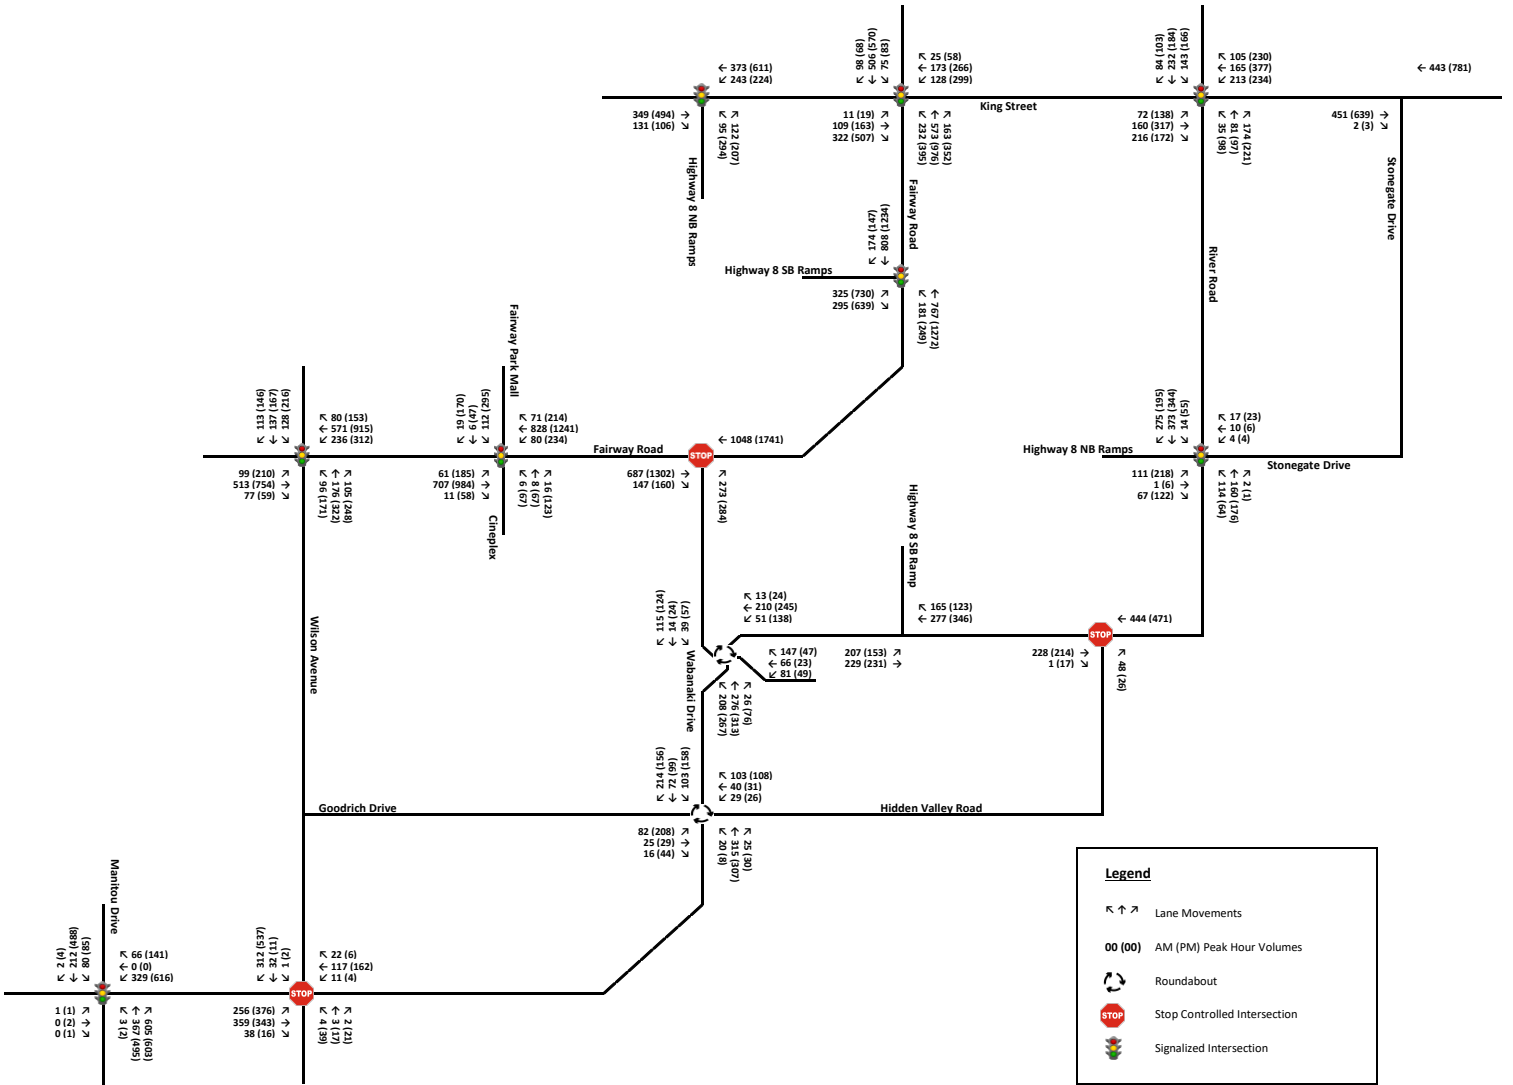 98 (68)
506 (570)
75 (83)
↖ 25 (58)
← 173 (266)
↙ 128 (299)
84 (103)
232 (184)
143 (166)
↖ 105 (230)
← 165 (377)
↙ 213 (234)
← 373 (611)
↙ 243 (224)
← 443 (781)
King Street
349 (494) →
131 (106) ↘
95 (294)
122 (207)
11 (19) ↗
109 (163) →
322 (507) ↘
232 (395)
573 (976)
163 (352)
72 (138) ↗
160 (317) →
216 (172) ↘
35 (98)
81 (97)
174 (221)
451 (639) →
2 (3) ↘
Highway 8 NB Ramps
Fairway Road
Stonegate Drive
River Road
174 (147)
808 (1234)
Highway 8 SB Ramps
325 (730) ↗
295 (639) ↘
181 (249)
767 (1272)
Fairway Park Mall
113 (146)
137 (167)
128 (216)
↖ 80 (153)
← 571 (915)
↙ 236 (312)
19 (170)
6 (47)
112 (295)
↖ 71 (214)
← 828 (1241)
↙ 80 (234)
Fairway Road
← 1048 (1741)
275 (195)
373 (344)
14 (5)
↖ 17 (23)
← 10 (6)
↙ 4 (4)
Highway 8 NB Ramps
Stonegate Drive
99 (210) ↗
513 (754) →
77 (59) ↘
96 (171)
176 (322)
105 (248)
61 (185) ↗
707 (984) →
11 (58) ↘
6 (67)
8 (67)
16 (123)
Cineplex
687 (1302) →
147 (160) ↘
STOP
273 (284)
111 (218) ↗
1 (6) →
67 (122) ↘
114 (64)
160 (176)
2 (1)
Highway 8 SB Ramp
Wilson Avenue
115 (124)
14 (24)
39 (57)
↖ 13 (24)
← 210 (245)
↙ 51 (138)
↖ 165 (123)
← 277 (346)
← 444 (471)
STOP
Wabanaki Drive
↖ 147 (47)
← 66 (23)
↙ 81 (49)
207 (153) ↗
229 (231) →
228 (214) →
1 (17) ↘
48 (26)
208 (267)
276 (313)
26 (76)
214 (156)
72 (99)
103 (158)
↖ 103 (108)
← 40 (31)
↙ 29 (26)
Goodrich Drive
Hidden Valley Road
82 (208) ↗
25 (29) →
16 (44) ↘
20 (8)
315 (307)
25 (30)
Manitou Drive
2 (4)
212 (488)
80 (85)
↖ 66 (141)
← 0 (0)
↙ 329 (616)
312 (537)
32 (11)
1 (2)
↖ 22 (6)
← 117 (162)
↙ 11 (4)
STOP
1 (1) ↗
0 (2) →
0 (1) ↘
3 (2)
367 (495)
605 (603)
256 (376) ↗
359 (343) →
38 (16) ↘
4 (39)
3 (17)
2 (21)
Legend
↖↑↗ Lane Movements
00 (00) AM (PM) Peak Hour Volumes
Roundabout
STOP Stop Controlled Intersection
Signalized Intersection